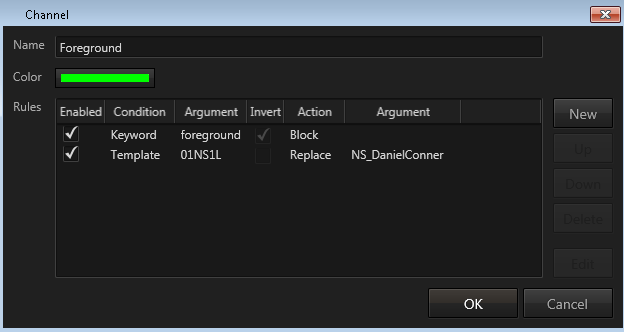 Channel
Name Foreground
Color
Rules Enabled Condition Argument Invert Action Argument
Keyword foreground Block
Template 01NS1L Replace NS_DanielConner
New
Up
Down
Delete
Edit
OK Cancel